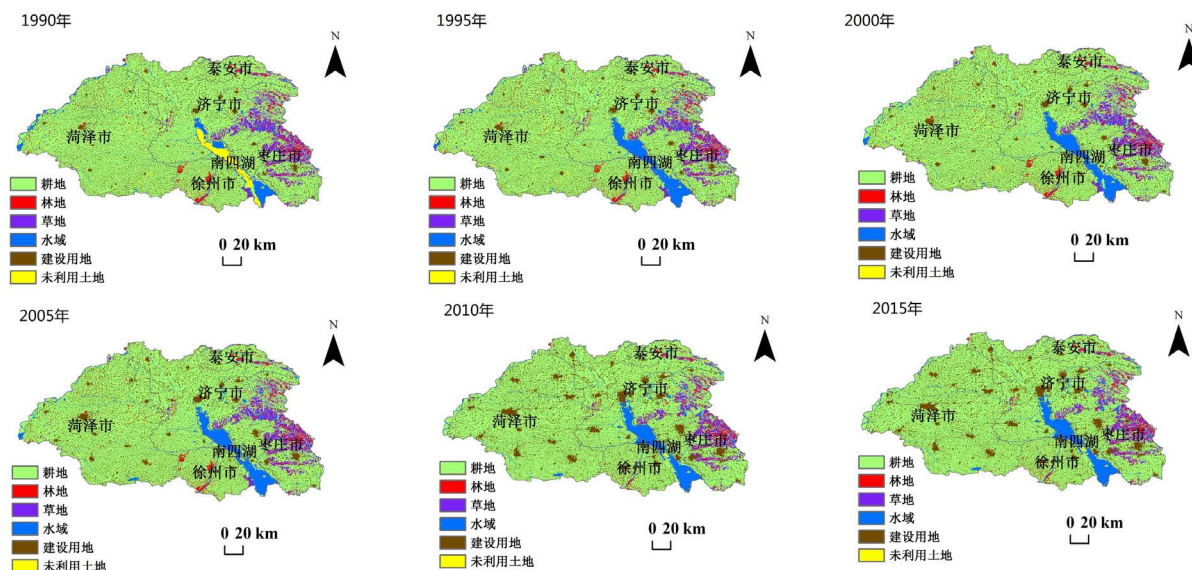 1990年
N
泰安市
济宁市
菏泽市
枣庄市
南四湖
徐州市
耕地
林地
草地
水域
建设用地
未利用土地
0 20 km
1995年
N
泰安市
济宁市
菏泽市
枣庄市
南四湖
徐州市
耕地
林地
草地
水域
建设用地
未利用土地
0 20 km
2000年
N
泰安市
济宁市
菏泽市
枣庄市
南四湖
徐州市
耕地
林地
草地
水域
建设用地
未利用土地
0 20 km
2005年
N
泰安市
济宁市
菏泽市
枣庄市
南四湖
徐州市
耕地
林地
草地
水域
建设用地
未利用土地
0 20 km
2010年
N
泰安市
济宁市
菏泽市
枣庄市
南四湖
徐州市
耕地
林地
草地
水域
建设用地
未利用土地
0 20 km
2015年
N
泰安市
济宁市
菏泽市
枣庄市
南四湖
徐州市
耕地
林地
草地
水域
建设用地
未利用土地
0 20 km